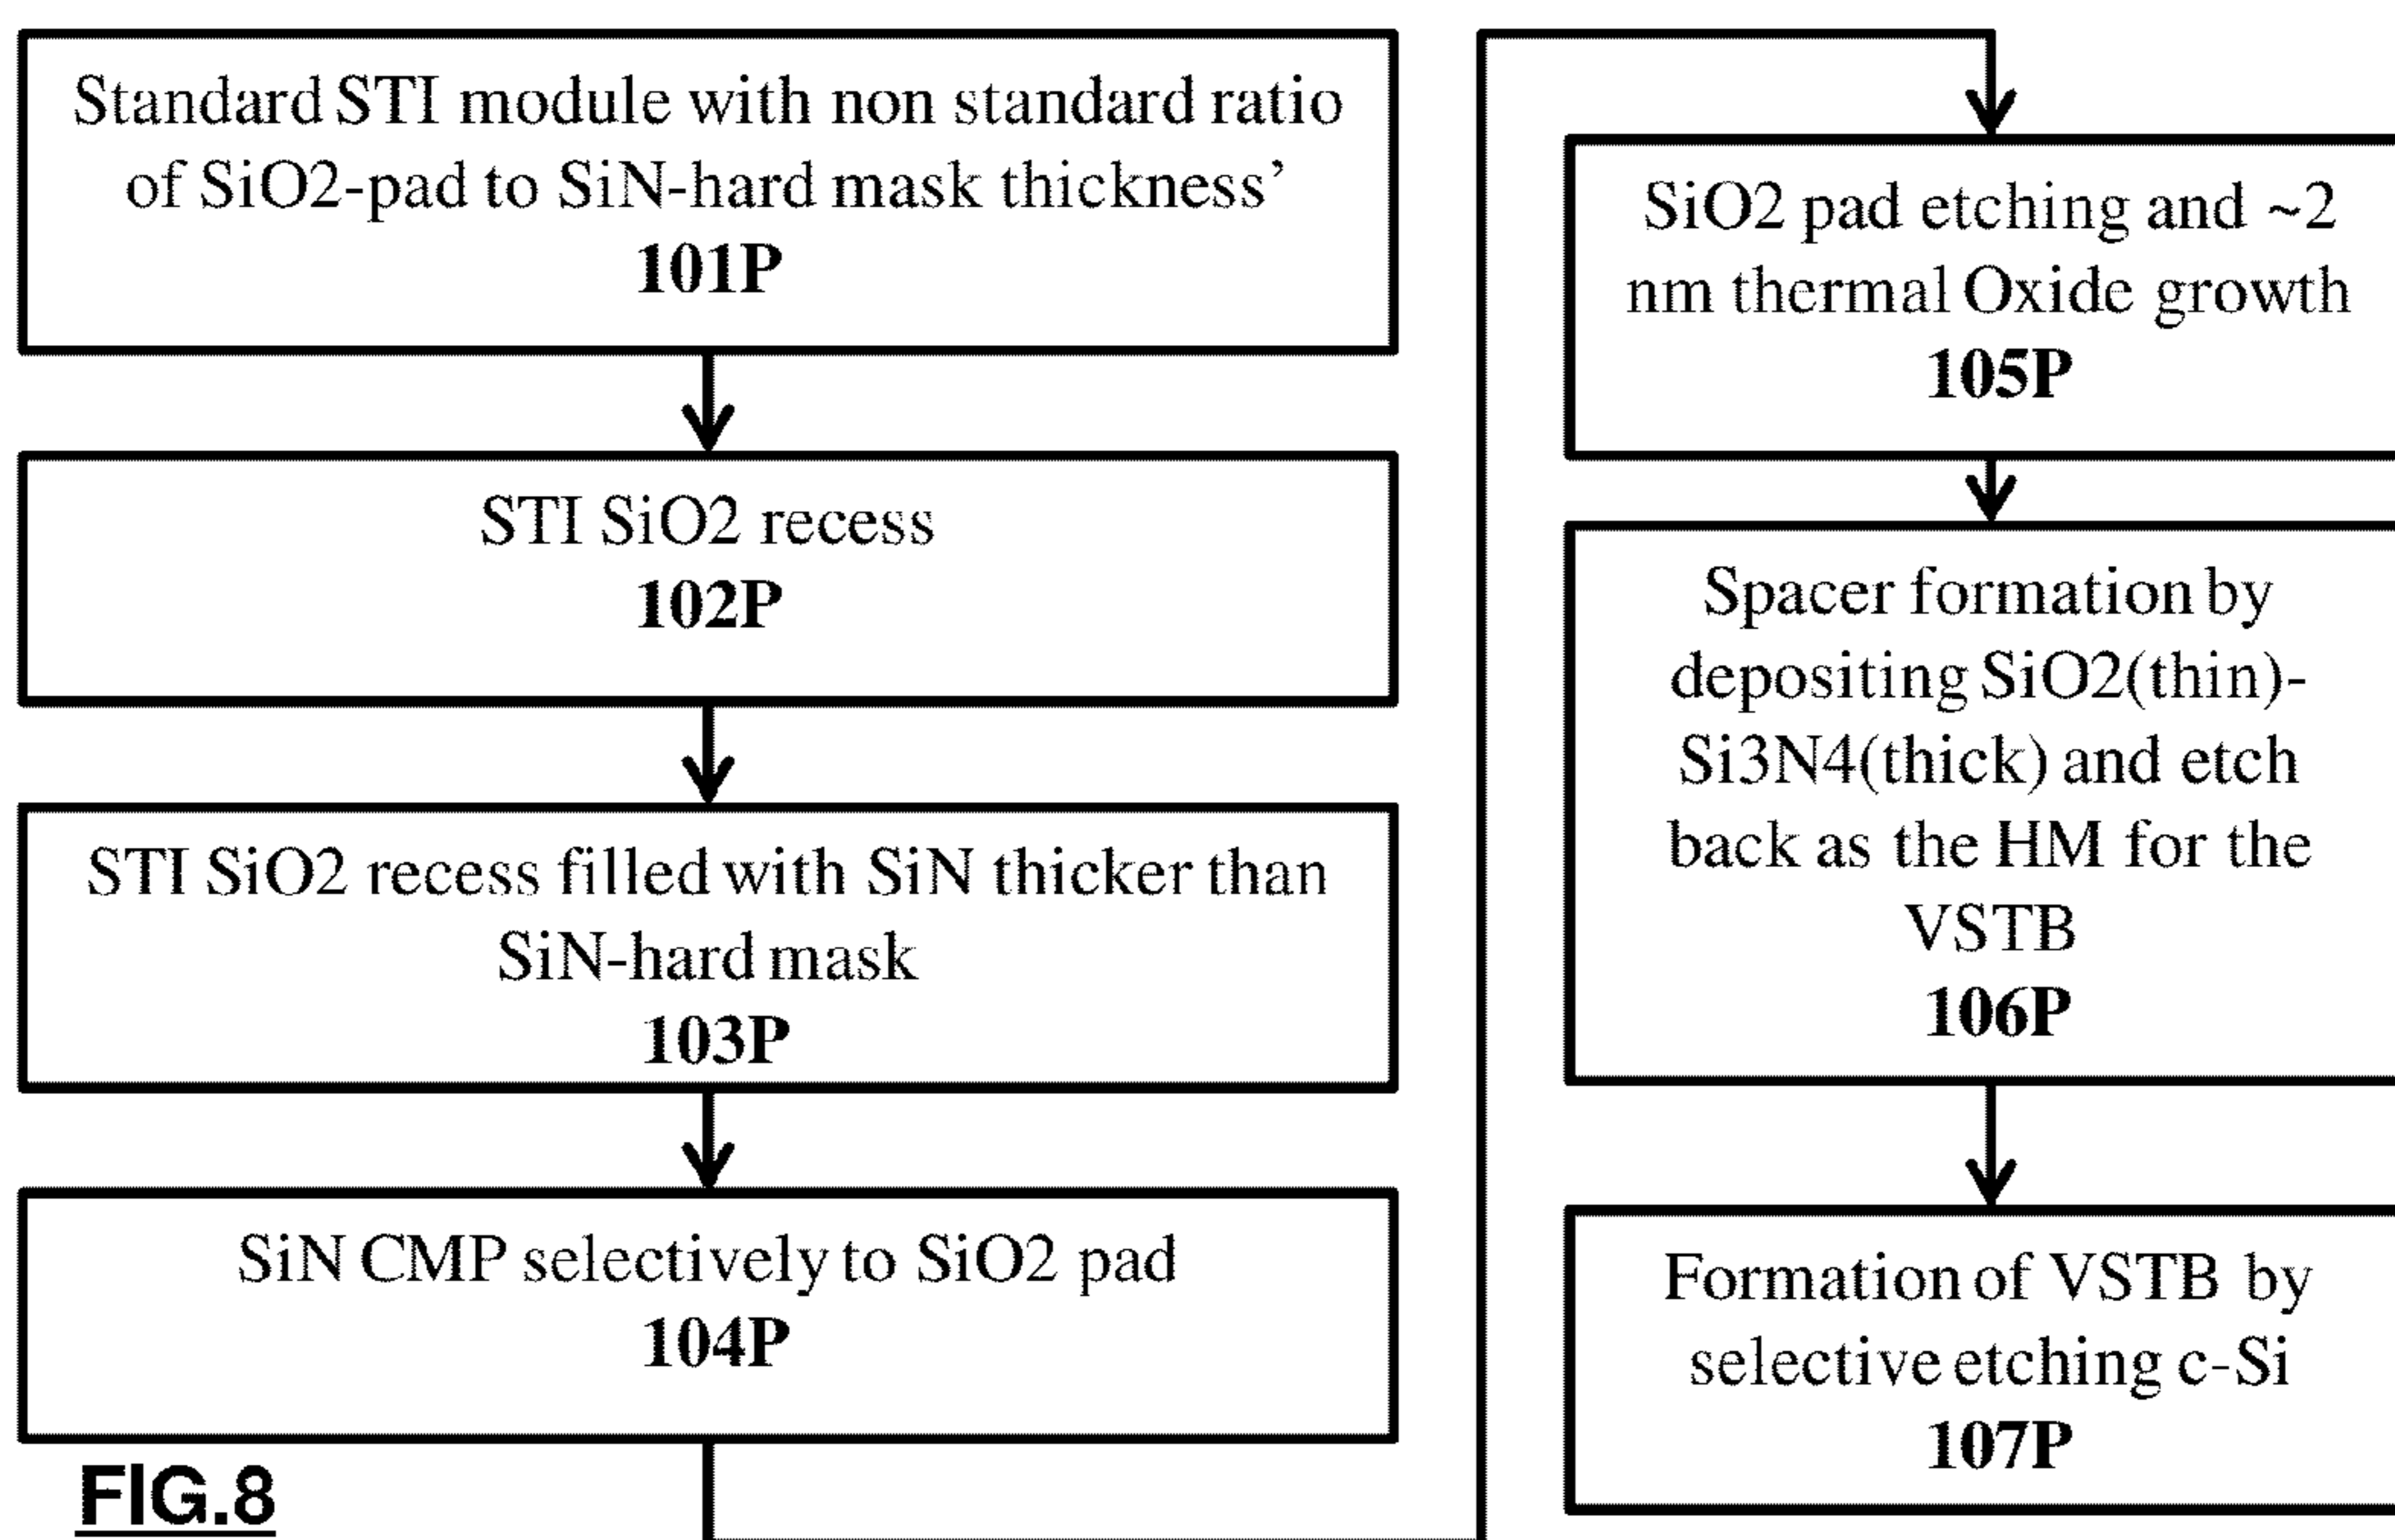 Standard STI module with non standard ratio
of SiO2-pad to SiN-hard mask thickness’
101P
STI SiO2 recess
102P
STI SiO2 recess filled with SiN thicker than
SiN-hard mask
103P
SiN CMP selectively to SiO2 pad
104P
SiO2 pad etching and ~2
nm thermal Oxide growth
105P
Spacer formation by
depositing SiO2(thin)-
Si3N4(thick) and etch
back as the HM for the
VSTB
106P
Formation of VSTB by
selective etching c-Si
107P
FIG.8